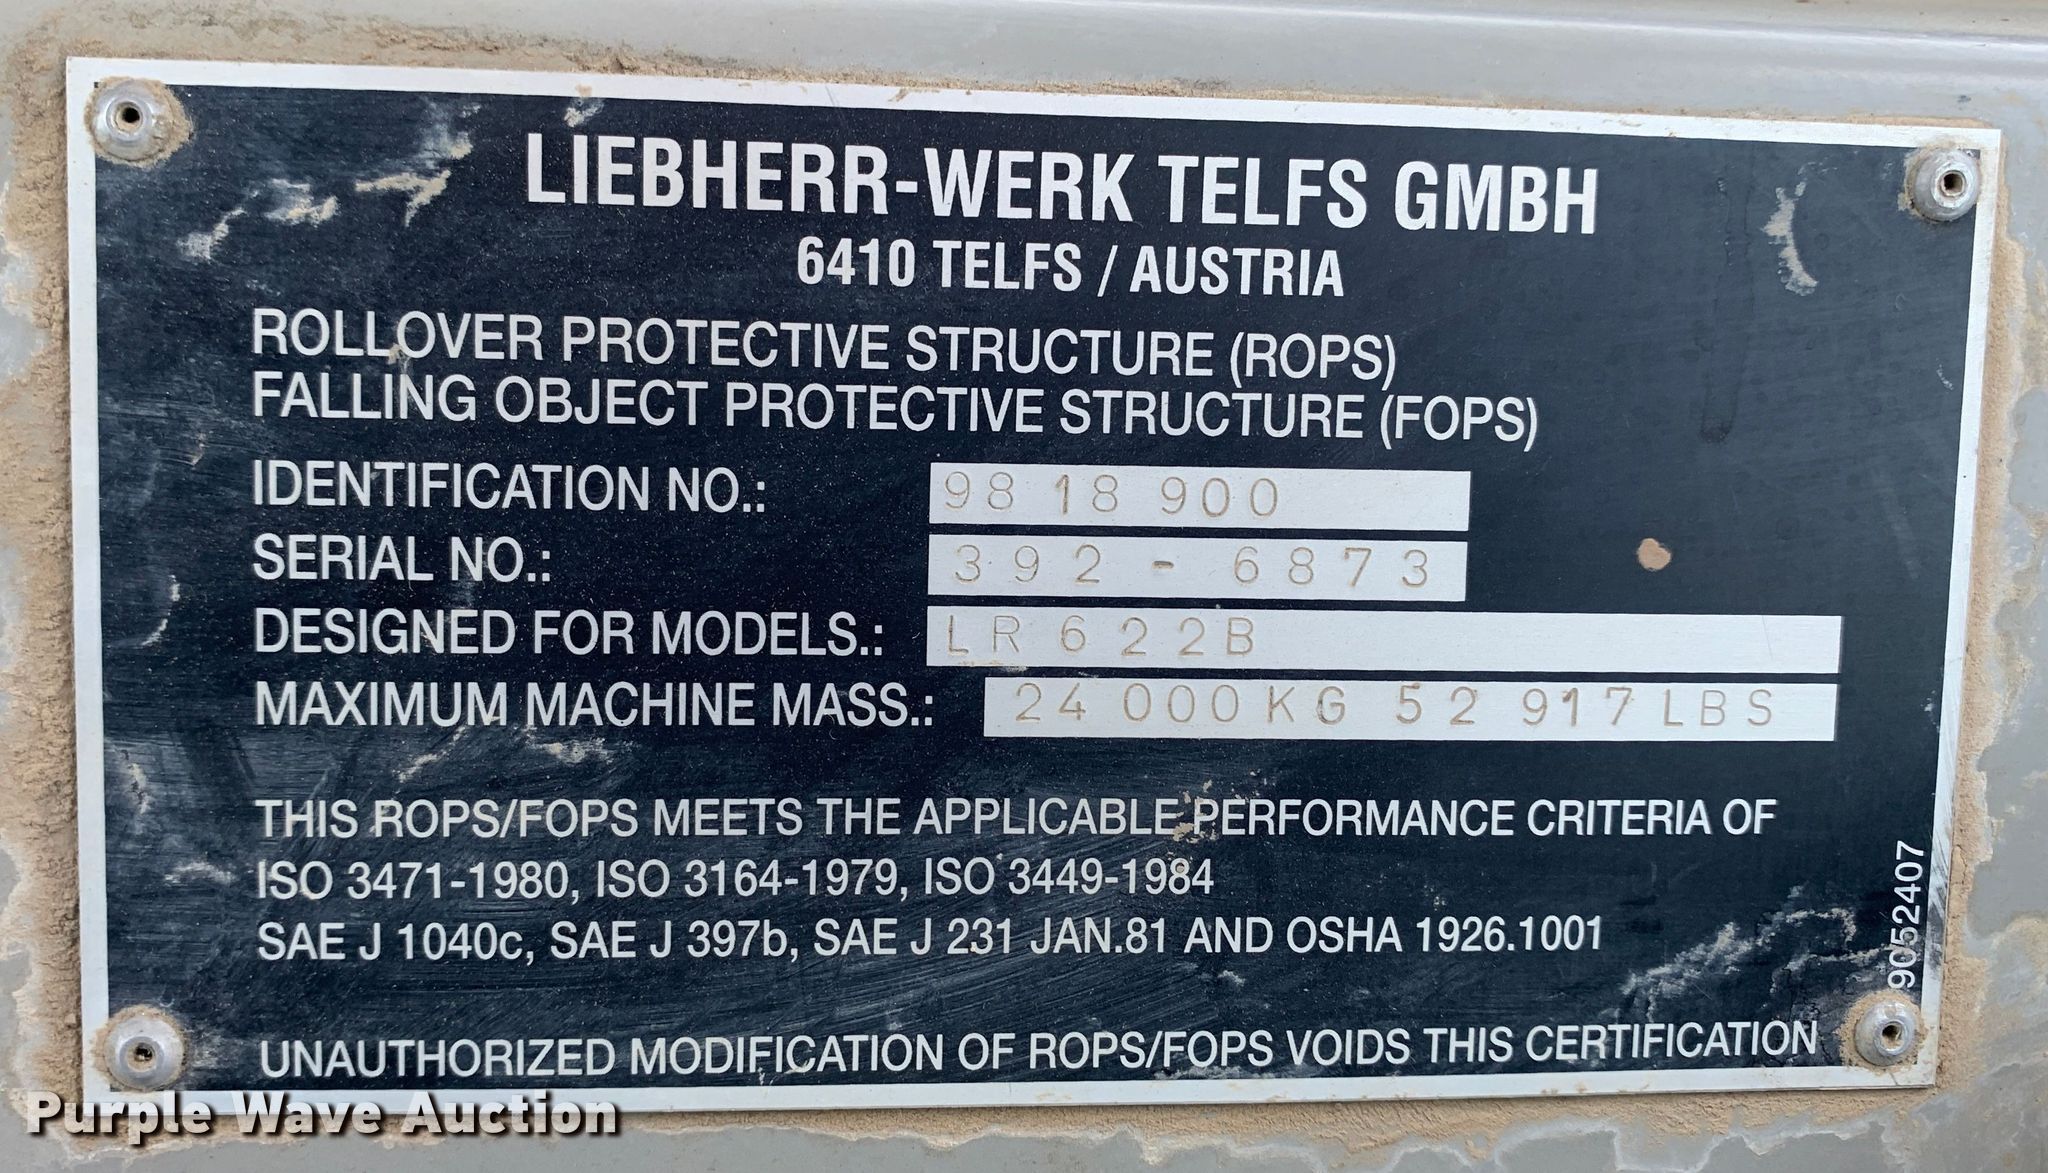 LIEBHERR-WERK TELFS GMBH
6410 TELFS / AUSTRIA
ROLLOVER PROTECTIVE STRUCTURE (ROPS)
FALLING OBJECT PROTECTIVE STRUCTURE (FOPS)
IDENTIFICATION NO.: 98 18 900
SERIAL NO.: 392 - 6873
DESIGNED FOR MODELS.: LR 622B
MAXIMUM MACHINE MASS.: 24 000KG 52 917LBS
THIS ROPS/FOPS MEETS THE APPLICABLE PERFORMANCE CRITERIA OF
ISO 3471-1980, ISO 3164-1979, ISO 3449-1984
SAE J 1040c, SAE J 397b, SAE J 231 JAN.81 AND OSHA 1926.1001
9052407
UNAUTHORIZED MODIFICATION OF ROPS/FOPS VOIDS THIS CERTIFICATION
Purple Wave Auction